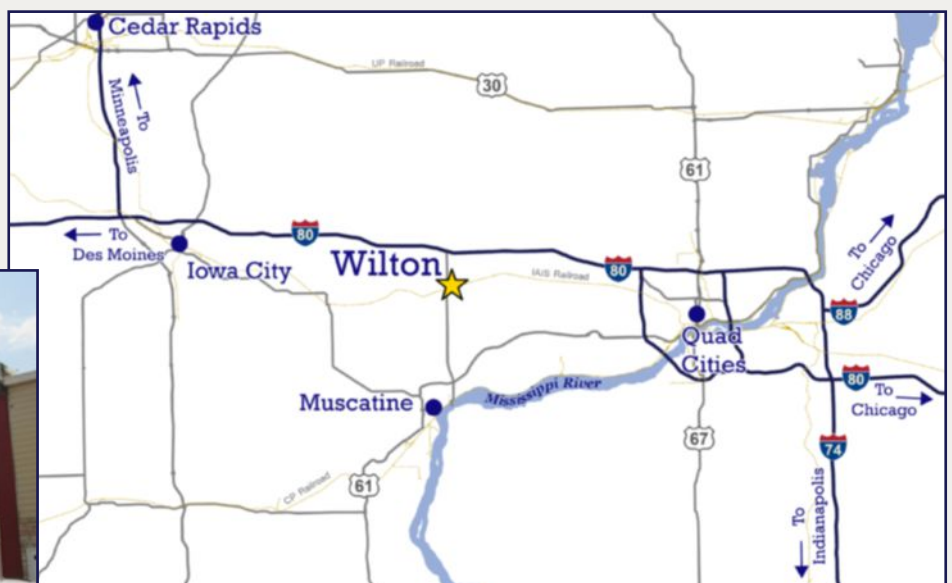 Cedar Rapids
UP Railroad
30
To
Minneapolis
61
To
Des Moines
80
Iowa City
Wilton
IAIS Railroad
80
To
Chicago
88
Quad
Cities
80
To
Chicago
Muscatine
Mississippi River
67
74
61
CP Railroad
To
Indianapolis